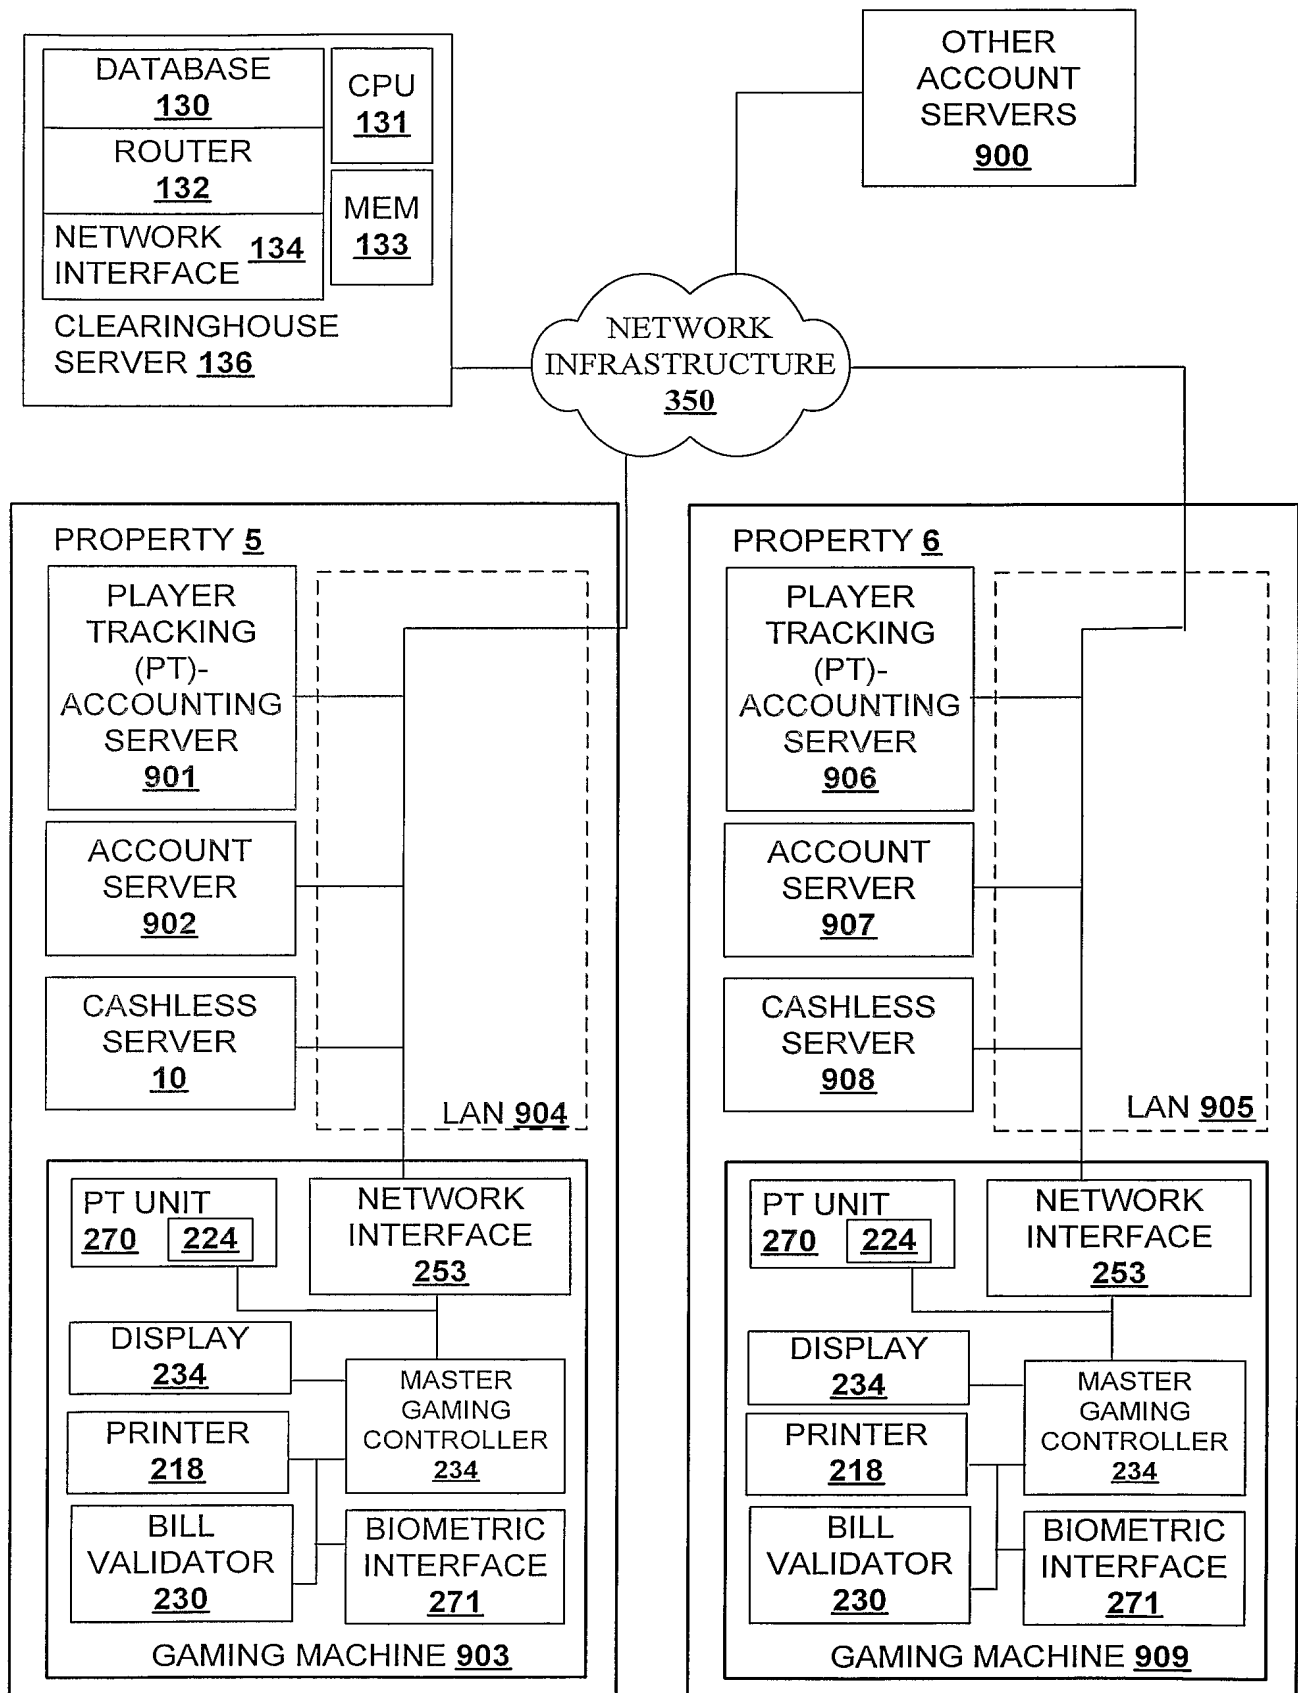 DATABASE
130
ROUTER
132
NETWORK
INTERFACE 134
CPU
131
MEM
133
CLEARINGHOUSE
SERVER 136
OTHER
ACCOUNT
SERVERS
900
NETWORK
INFRASTRUCTURE
350
PROPERTY 5
PLAYER
TRACKING
(PT)-
ACCOUNTING
SERVER
901
ACCOUNT
SERVER
902
CASHLESS
SERVER
10
LAN 904
PT UNIT
270 224
NETWORK
INTERFACE
253
DISPLAY
234
MASTER
GAMING
CONTROLLER
234
PRINTER
218
BILL
VALIDATOR
230
BIOMETRIC
INTERFACE
271
GAMING MACHINE 903
PROPERTY 6
PLAYER
TRACKING
(PT)-
ACCOUNTING
SERVER
906
ACCOUNT
SERVER
907
CASHLESS
SERVER
908
LAN 905
PT UNIT
270 224
NETWORK
INTERFACE
253
DISPLAY
234
MASTER
GAMING
CONTROLLER
234
PRINTER
218
BILL
VALIDATOR
230
BIOMETRIC
INTERFACE
271
GAMING MACHINE 909